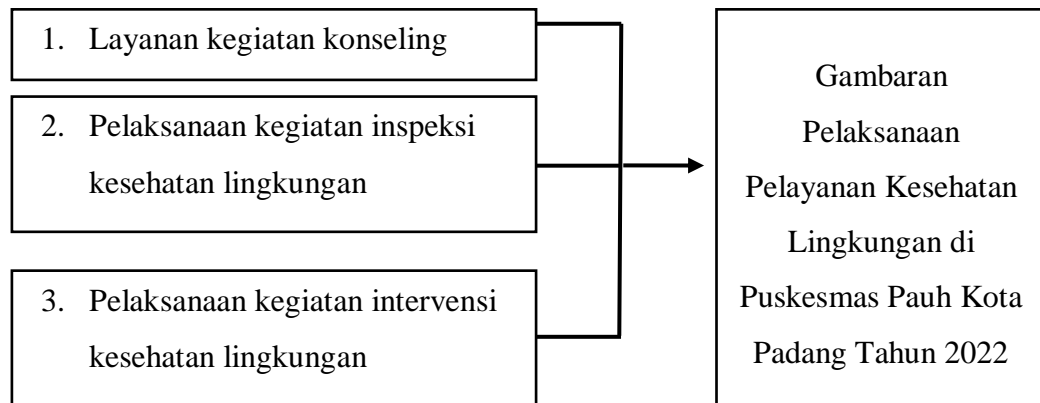 1. Layanan kegiatan konseling
2. Pelaksanaan kegiatan inspeksi
kesehatan lingkungan
3. Pelaksanaan kegiatan intervensi
kesehatan lingkungan
Gambaran
Pelaksanaan
Pelayanan Kesehatan
Lingkungan di
Puskesmas Pauh Kota
Padang Tahun 2022